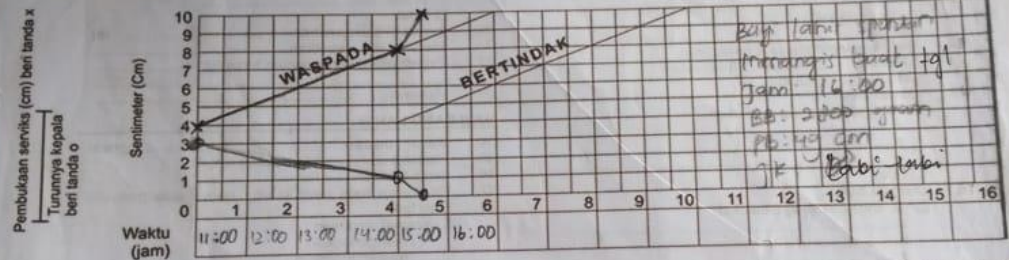 Pembukaan serviks (cm) beri tanda x
Turunnya kepala
beri tanda o
Sentimeter (Cm)
10
9
8
7
6
5
4
3
2
1
0
WASPADA
BERTINDAK
Bayi lahir spontan
menangis kuat tgl
Jam 16:00
BB: gram
PB: 49 cm
JK laki-laki
1 2 3 4 5 6 7 8 9 10 11 12 13 14 15 16
Waktu
(jam)
11:00 12:00 13:00 14:00 15:00 16:00